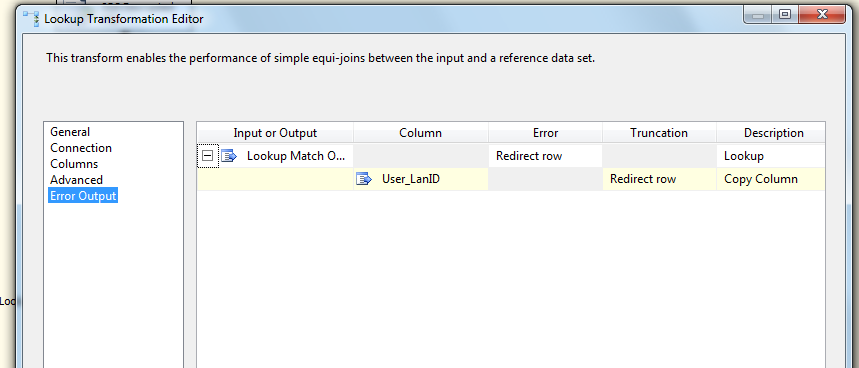 Lookup Transformation Editor
This transform enables the performance of simple equi-joins between the input and a reference data set.
General
Connection
Columns
Advanced
Error Output
Input or Output Column Error Truncation Description
Lookup Match O... Redirect row Lookup
User_LanID Redirect row Copy Column